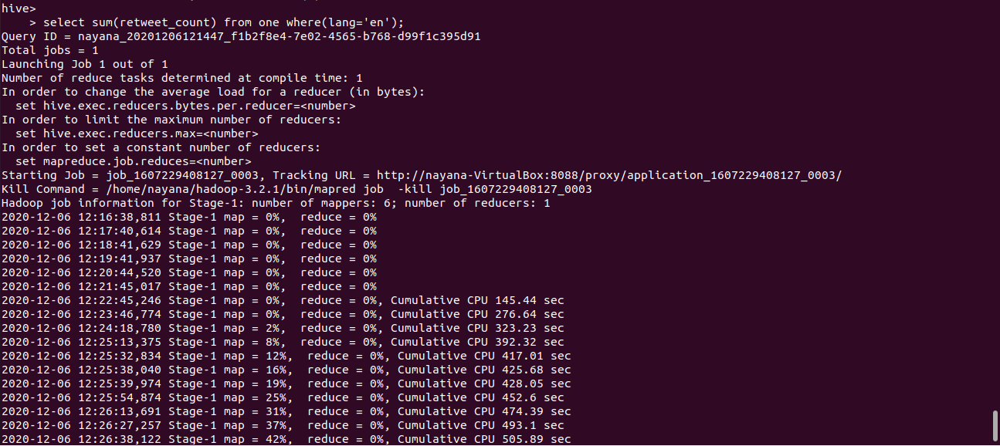 hive>
    > select sum(retweet_count) from one where(lang='en');
Query ID = nayana_20201206121447_f1b2f8e4-7e02-4565-b768-d99f1c395d91
Total jobs = 1
Launching Job 1 out of 1
Number of reduce tasks determined at compile time: 1
In order to change the average load for a reducer (in bytes):
  set hive.exec.reducers.bytes.per.reducer=<number>
In order to limit the maximum number of reducers:
  set hive.exec.reducers.max=<number>
In order to set a constant number of reducers:
  set mapreduce.job.reduces=<number>
Starting Job = job_1607229408127_0003, Tracking URL = http://nayana-VirtualBox:8088/proxy/application_1607229408127_0003/
Kill Command = /home/nayana/hadoop-3.2.1/bin/mapred job  -kill job_1607229408127_0003
Hadoop job information for Stage-1: number of mappers: 6; number of reducers: 1
2020-12-06 12:16:38,811 Stage-1 map = 0%,  reduce = 0%
2020-12-06 12:17:40,614 Stage-1 map = 0%,  reduce = 0%
2020-12-06 12:18:41,629 Stage-1 map = 0%,  reduce = 0%
2020-12-06 12:19:41,937 Stage-1 map = 0%,  reduce = 0%
2020-12-06 12:20:44,520 Stage-1 map = 0%,  reduce = 0%
2020-12-06 12:21:45,017 Stage-1 map = 0%,  reduce = 0%
2020-12-06 12:22:45,246 Stage-1 map = 0%,  reduce = 0%, Cumulative CPU 145.44 sec
2020-12-06 12:23:46,774 Stage-1 map = 0%,  reduce = 0%, Cumulative CPU 276.64 sec
2020-12-06 12:24:18,780 Stage-1 map = 2%,  reduce = 0%, Cumulative CPU 323.23 sec
2020-12-06 12:25:13,375 Stage-1 map = 8%,  reduce = 0%, Cumulative CPU 392.32 sec
2020-12-06 12:25:32,834 Stage-1 map = 12%,  reduce = 0%, Cumulative CPU 417.01 sec
2020-12-06 12:25:38,040 Stage-1 map = 16%,  reduce = 0%, Cumulative CPU 425.68 sec
2020-12-06 12:25:39,974 Stage-1 map = 19%,  reduce = 0%, Cumulative CPU 428.05 sec
2020-12-06 12:25:54,874 Stage-1 map = 25%,  reduce = 0%, Cumulative CPU 452.6 sec
2020-12-06 12:26:13,691 Stage-1 map = 31%,  reduce = 0%, Cumulative CPU 474.39 sec
2020-12-06 12:26:27,257 Stage-1 map = 37%,  reduce = 0%, Cumulative CPU 493.1 sec
2020-12-06 12:26:38,122 Stage-1 map = 42%,  reduce = 0%, Cumulative CPU 505.89 sec